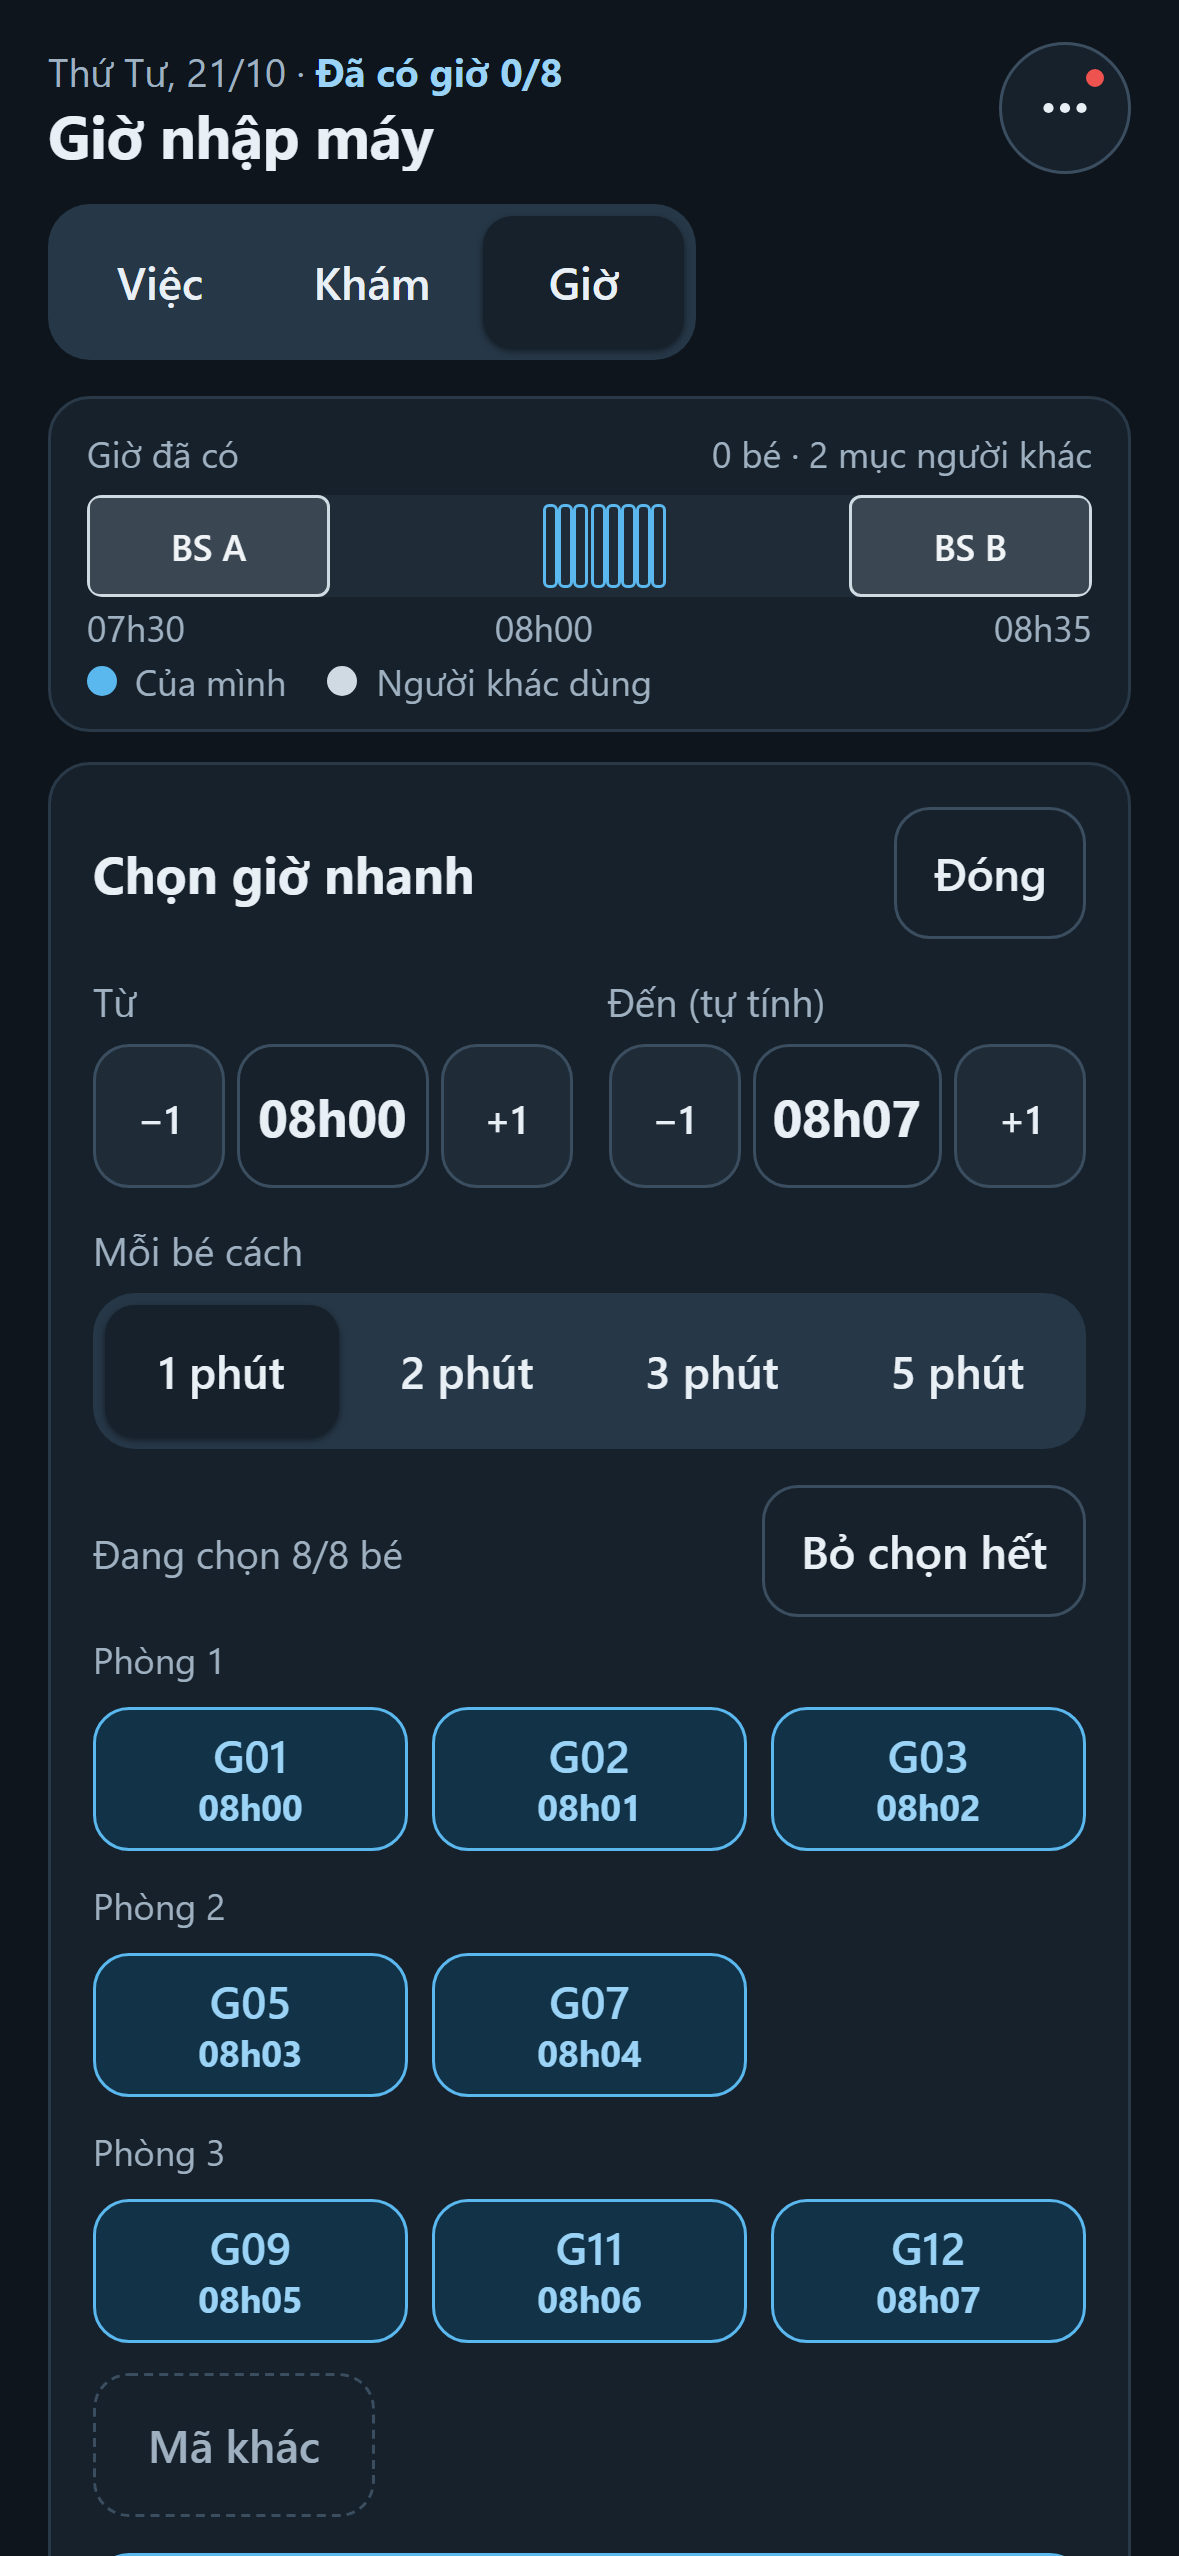 Thứ Tư, 21/10 · Đã có giờ 0/8
Giờ nhập máy
Việc Khám Giờ
Giờ đã có 0 bé · 2 mục người khác
BS A BS B
07h30 08h00 08h35
Của mình Người khác dùng
Chọn giờ nhanh Đóng
Từ Đến (tự tính)
−1 08h00 +1 −1 08h07 +1
Mỗi bé cách
1 phút 2 phút 3 phút 5 phút
Đang chọn 8/8 bé Bỏ chọn hết
Phòng 1
G01 G02 G03
08h00 08h01 08h02
Phòng 2
G05 G07
08h03 08h04
Phòng 3
G09 G11 G12
08h05 08h06 08h07
Mã khác